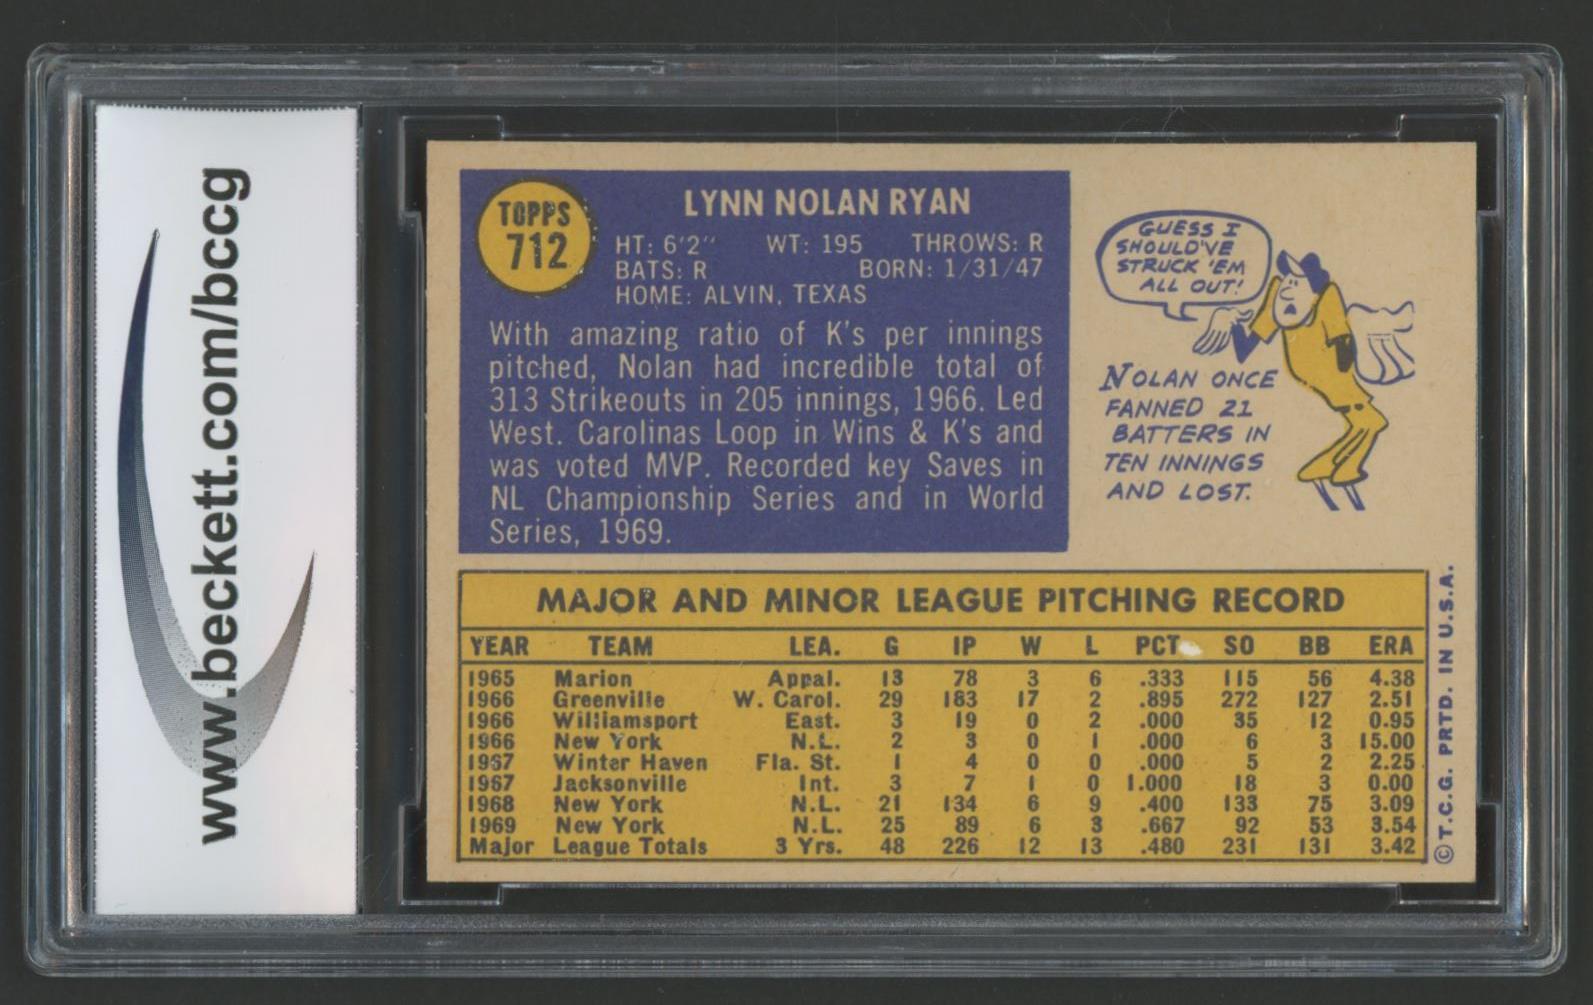 www.beckett.com/bccg
TOPPS
712
LYNN NOLAN RYAN
HT: 6'2" WT: 195 THROWS: R
BATS: R BORN: 1/31/47
HOME: ALVIN, TEXAS
With amazing ratio of K's per innings
pitched, Nolan had incredible total of
313 Strikeouts in 205 innings, 1966. Led
West. Carolinas Loop in Wins & K's and
was voted MVP. Recorded key Saves in
NL Championship Series and in World
Series, 1969.
GUESS I
SHOULD'VE
STRUCK 'EM
ALL OUT!
NOLAN ONCE
FANNED 21
BATTERS IN
TEN INNINGS
AND LOST.
MAJOR AND MINOR LEAGUE PITCHING RECORD
YEAR TEAM LEA. G IP W L PCT. SO BB ERA
1965 Marion Appal. 13 78 3 6 .333 115 56 4.38
1966 Greenville W. Carol. 29 183 17 2 .895 272 127 2.51
1966 Williamsport East. 3 19 0 2 .000 35 12 0.95
1966 New York N.L. 2 3 0 1 .000 6 3 15.00
1967 Winter Haven Fla. St. 1 4 0 0 .000 5 2 2.25
1967 Jacksonville Int. 3 7 1 0 1.000 18 3 0.00
1968 New York N.L. 21 134 6 9 .400 133 75 3.09
1969 New York N.L. 25 89 6 3 .667 92 53 3.54
Major League Totals 3 Yrs. 48 226 12 13 .480 231 131 3.42
© T.C.G. PRTD. IN U.S.A.